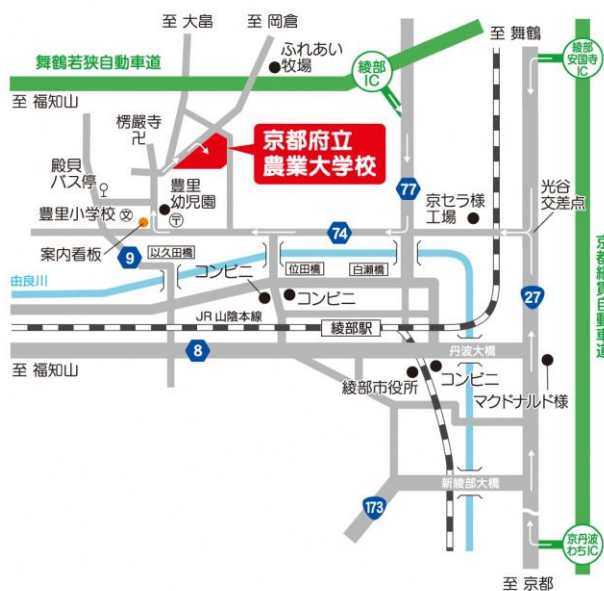 至 大畠
至 岡倉
至 舞鶴
ふれあい
牧場
舞鶴若狭自動車道
綾部
IC
綾部
安国寺
IC
至 福知山
楞厳寺
卍
京都府立
農業大学校
殿貝
バス停
豊里
幼児園
77
京セラ様
工場
光谷
交差点
豊里小学校
文
〒
74
案内看板
9
以久田橋
位田橋
白瀬橋
由良川
コンビニ
コンビニ
27
京都縦貫自動車道
JR 山陰本線
綾部駅
8
丹波大橋
至 福知山
綾部市役所
コンビニ
マクドナルド様
新綾部大橋
173
京丹波
わちIC
至 京都